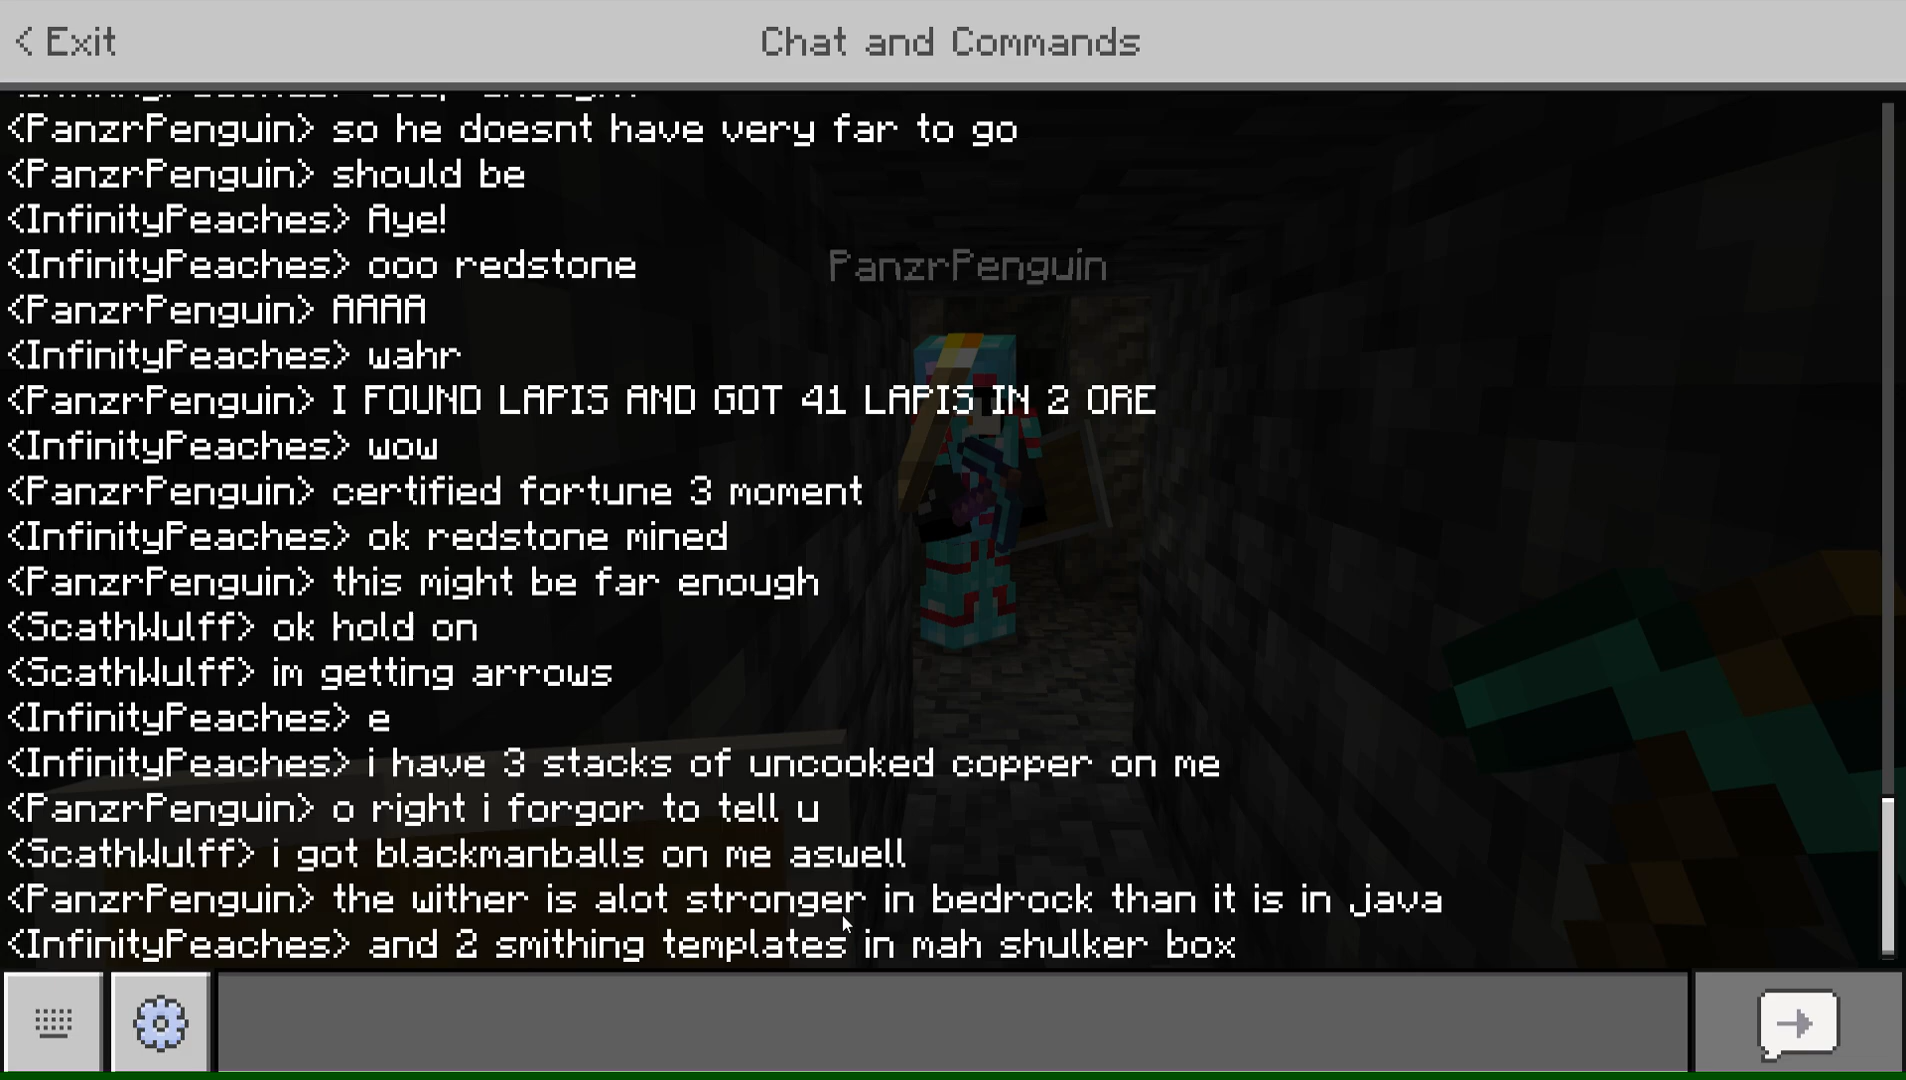 < Exit
Chat and Commands
<PanzrPenguin> so he doesnt have very far to go
<PanzrPenguin> should be
<InfinityPeaches> Aye!
<InfinityPeaches> ooo redstone
PanzrPenguin
<PanzrPenguin> AAAA
<InfinityPeaches> wahr
<PanzrPenguin> I FOUND LAPIS AND GOT 41 LAPIS IN 2 ORE
<InfinityPeaches> wow
<PanzrPenguin> certified fortune 3 moment
<InfinityPeaches> ok redstone mined
<PanzrPenguin> this might be far enough
<ScathWulff> ok hold on
<ScathWulff> im getting arrows
<InfinityPeaches> e
<InfinityPeaches> i have 3 stacks of uncooked copper on me
<PanzrPenguin> o right i forgor to tell u
<ScathWulff> i got blackmanballs on me aswell
<PanzrPenguin> the wither is alot stronger in bedrock than it is in java
<InfinityPeaches> and 2 smithing templates in mah shulker box